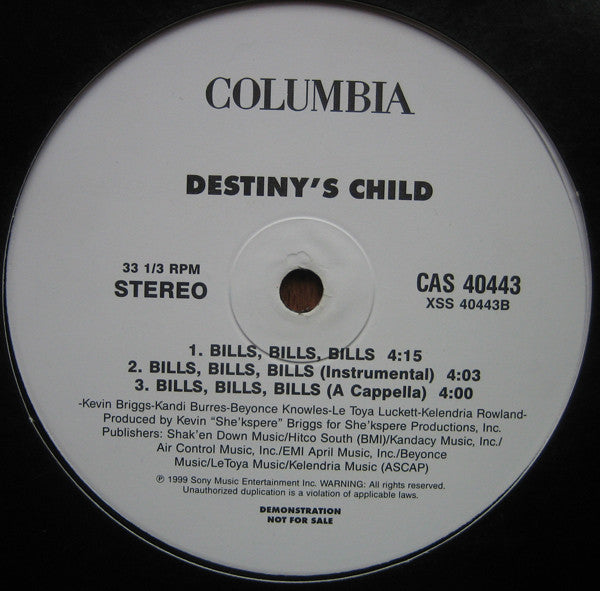 COLUMBIA
DESTINY'S CHILD
33 1/3 RPM
STEREO
CAS 40443
XSS 40443B
1. BILLS, BILLS, BILLS 4:15
2. BILLS, BILLS, BILLS (Instrumental) 4:03
3. BILLS, BILLS, BILLS (A Cappella) 4:00
-Kevin Briggs-Kandi Burres-Beyonce Knowles-Le Toya Luckett-Kelendria Rowland-
Produced by Kevin "She'kspere" Briggs for She'kspere Productions, Inc.
Publishers: Shak'en Down Music/Hitco South (BMI)/Kandacy Music, Inc./
Air Control Music, Inc./EMI April Music, Inc./Beyonce
Music/LeToya Music/Kelendria Music (ASCAP)
℗ 1999 Sony Music Entertainment Inc. WARNING: All rights reserved.
Unauthorized duplication is a violation of applicable laws.
DEMONSTRATION
NOT FOR SALE